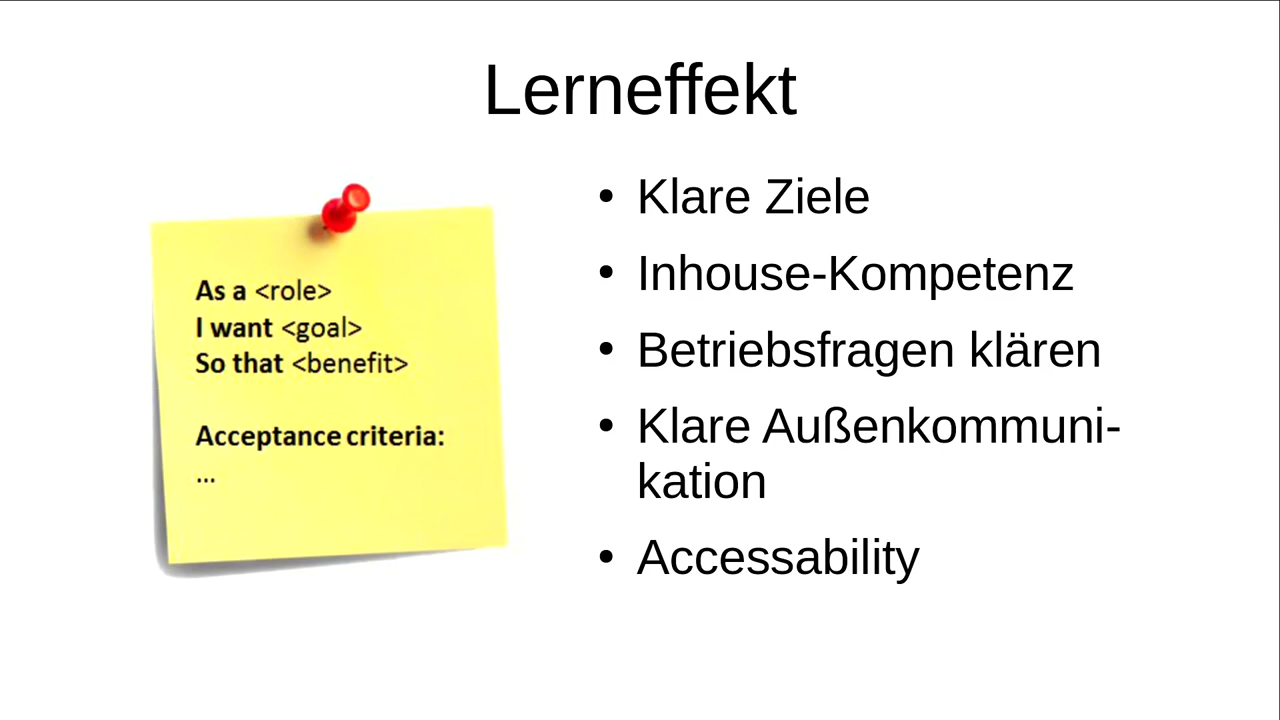 Lerneffekt
As a <role>
I want <goal>
So that <benefit>
Acceptance criteria:
...
• Klare Ziele
• Inhouse-Kompetenz
• Betriebsfragen klären
• Klare Außenkommuni-
kation
• Accessability